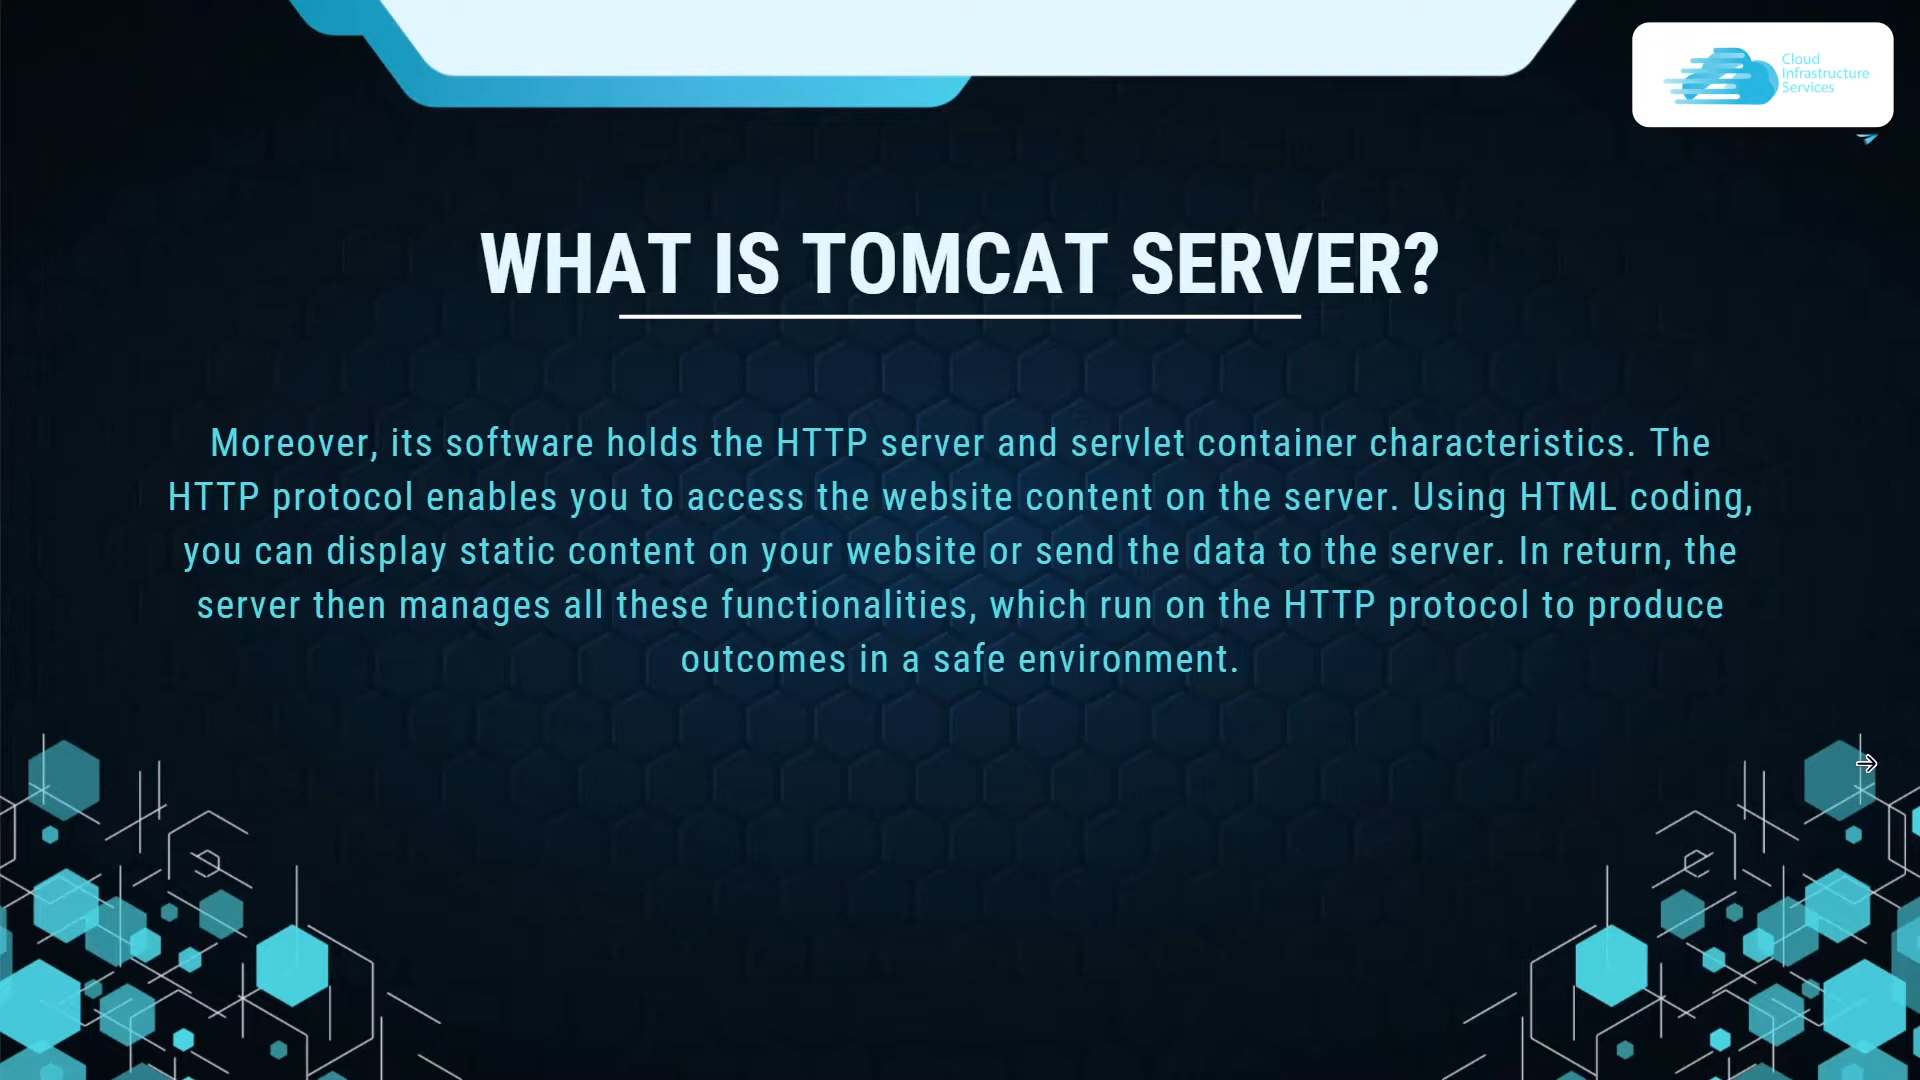 Cloud
Infrastructure
Services
WHAT IS TOMCAT SERVER?
Moreover, its software holds the HTTP server and servlet container characteristics. The
HTTP protocol enables you to access the website content on the server. Using HTML coding,
you can display static content on your website or send the data to the server. In return, the
server then manages all these functionalities, which run on the HTTP protocol to produce
outcomes in a safe environment.